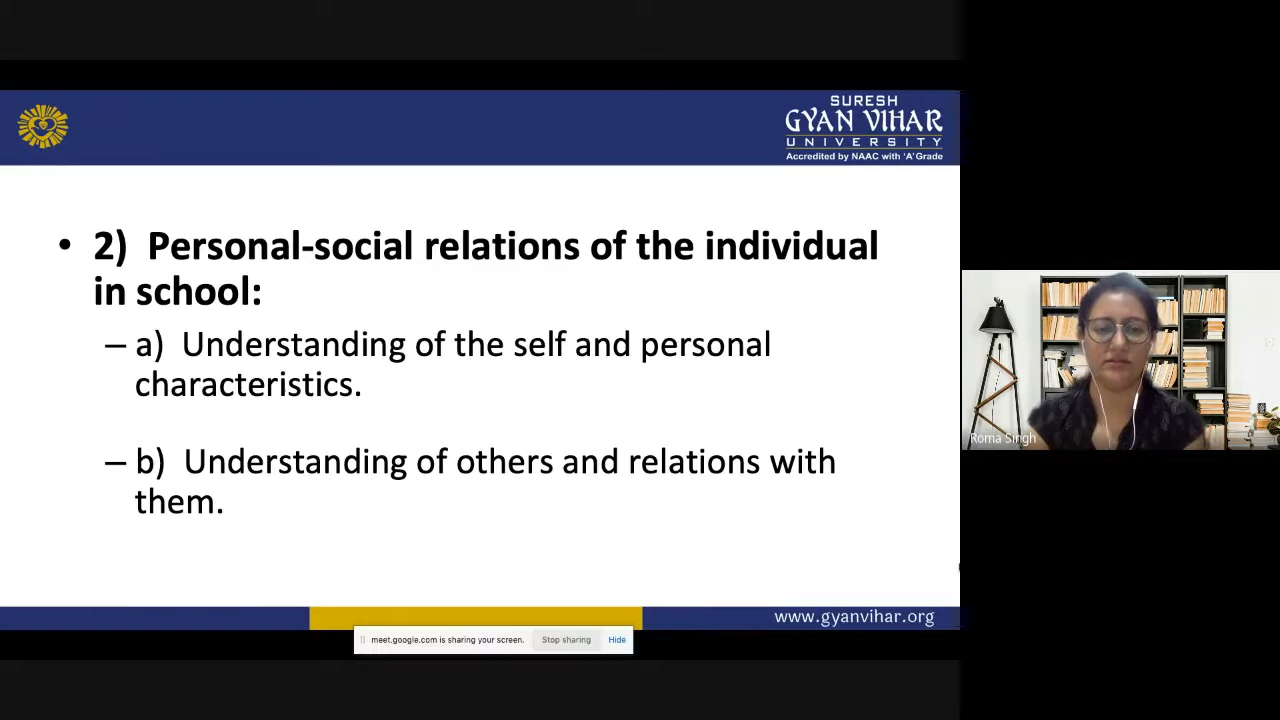 SURESH
GYAN VIHAR
UNIVERSITY
Accredited by NAAC with 'A' Grade
• 2) Personal-social relations of the individual
in school:
– a) Understanding of the self and personal
characteristics.
– b) Understanding of others and relations with
them.
Roma Singh
www.gyanvihar.org
meet.google.com is sharing your screen. Stop sharing Hide